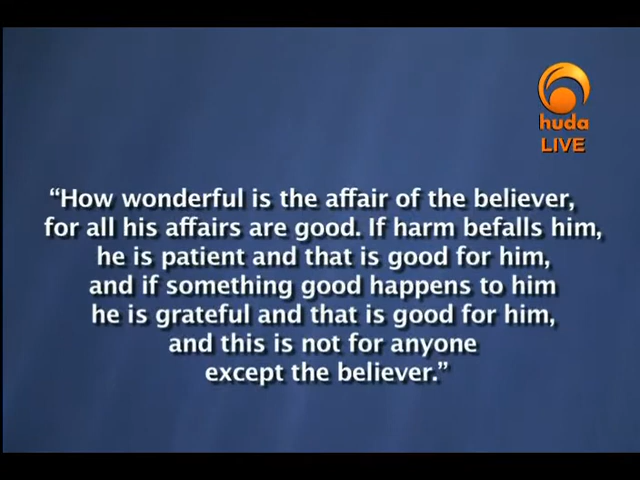 huda
LIVE
“How wonderful is the affair of the believer,
for all his affairs are good. If harm befalls him,
he is patient and that is good for him,
and if something good happens to him
he is grateful and that is good for him,
and this is not for anyone
except the believer.”